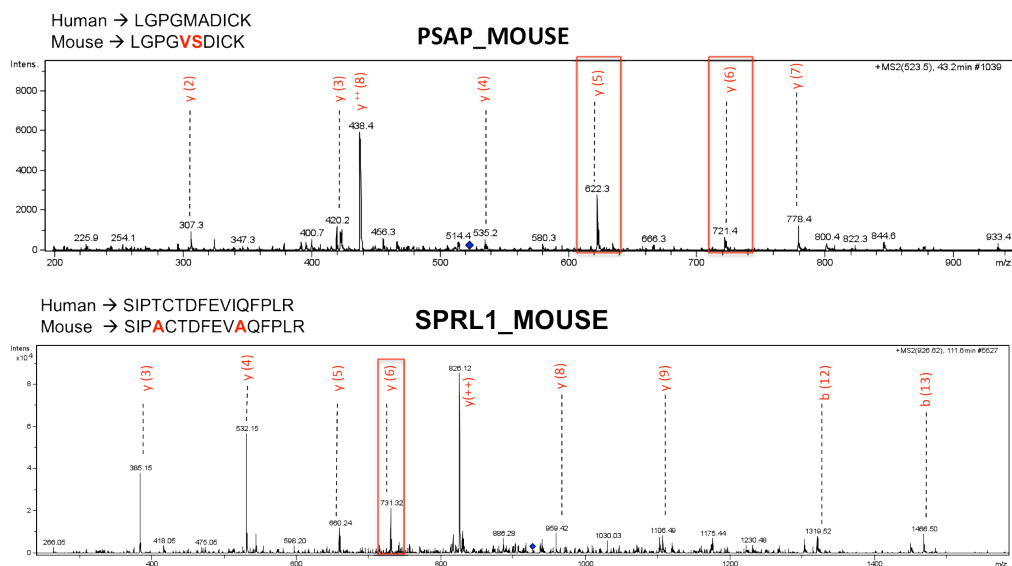 Human → LGPGMADICK
Mouse → LGPGVSDICK
PSAP_MOUSE
Intens.
+MS2(523.5), 43.2min #1039
y (2)
y (3)
y ++ (8)
y (4)
y (5)
y (6)
y (7)
8000
6000
4000
2000
0
225.9
254.1
307.3
347.3
400.7
420.2
438.4
456.3
514.4
535.2
580.3
622.3
666.3
721.4
778.4
800.4
822.3
844.6
933.4
200
300
400
500
600
700
800
900
m/z
Human → SIPTCTDFEVIQFPLR
Mouse → SIPACTDFEVAQFPLR
SPRL1_MOUSE
Intens.
x10^4
+MS2(926.62), 111.6min #5527
y (3)
y (4)
y (5)
y (6)
y(++)
y (8)
y (9)
b (12)
b (13)
8
6
4
2
0
266.05
385.15
418.05
475.05
532.15
598.20
660.24
731.32
826.12
886.28
959.42
1030.03
1106.49
1175.44
1230.48
1319.52
1466.50
400
600
800
1000
1200
1400
m/z